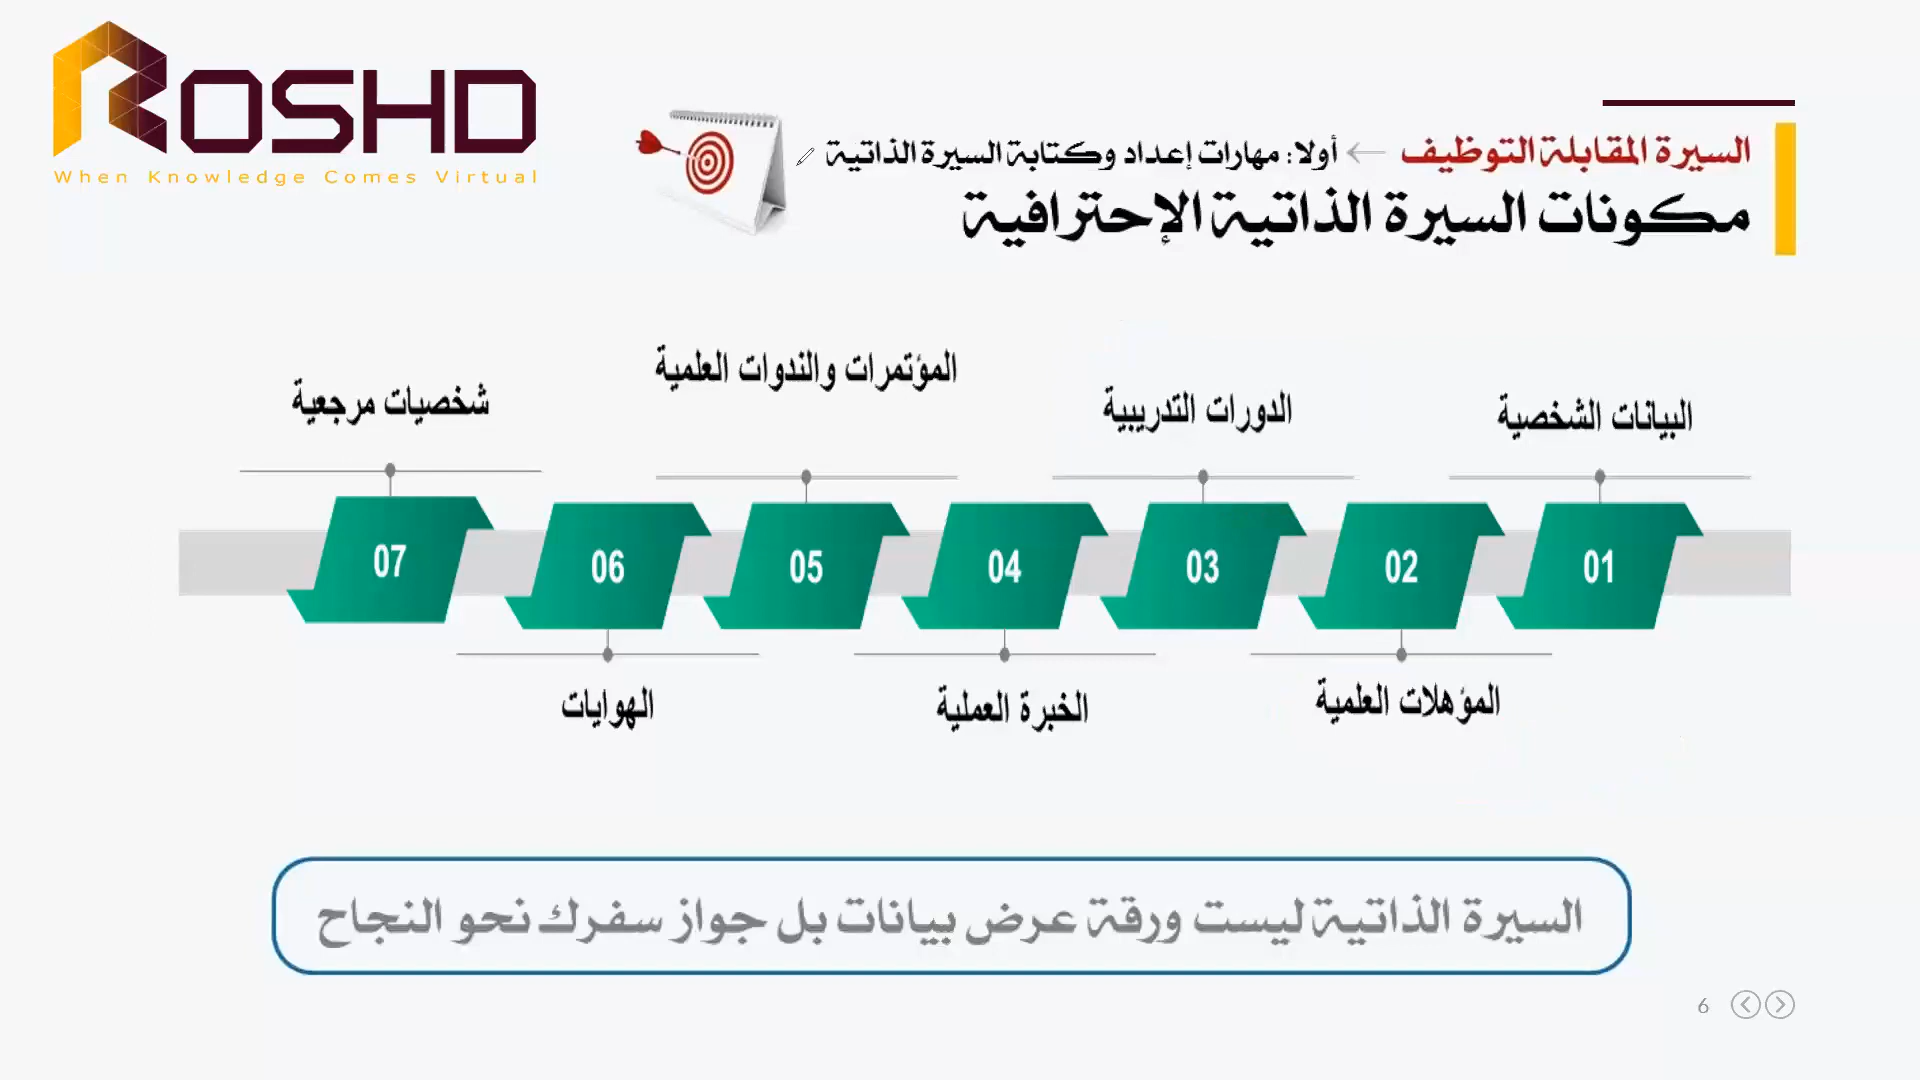 ROSHD
When Knowledge Comes Virtual
السيرة المقابلة التوظيف ← أولا: مهارات إعداد وكتابة السيرة الذاتية
مكونات السيرة الذاتية الإحترافية
البيانات الشخصية
الدورات التدريبية
المؤتمرات والندوات العلمية
شخصيات مرجعية
01
02
03
04
05
06
07
المؤهلات العلمية
الخبرة العملية
الهوايات
السيرة الذاتية ليست ورقة عرض بيانات بل جواز سفرك نحو النجاح
6